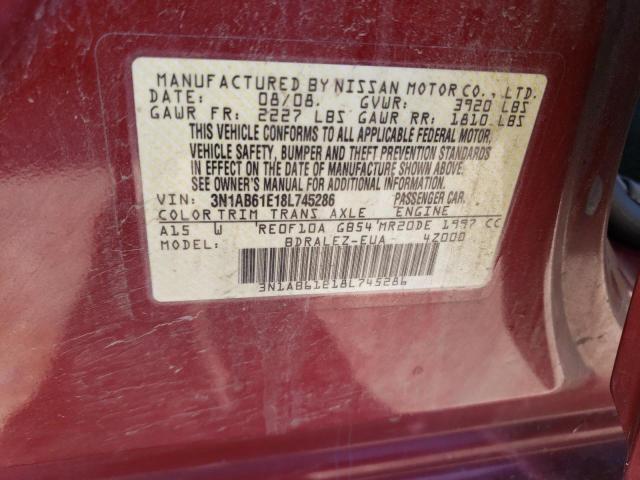 MANUFACTURED BY NISSAN MOTOR CO., LTD.
DATE: 08/08. GVWR: 3920 LBS
GAWR FR: 2227 LBS GAWR RR: 1810 LBS
THIS VEHICLE CONFORMS TO ALL APPLICABLE FEDERAL MOTOR
VEHICLE SAFETY, BUMPER AND THEFT PREVENTION STANDARDS
IN EFFECT ON THE DATE OF MANUFACTURE SHOWN ABOVE.
SEE OWNER'S MANUAL FOR ADDITIONAL INFORMATION
VIN: 3N1AB61E18L745286 PASSENGER CAR.
COLOR TRIM TRANS AXLE ENGINE
A15 W RE0F10A GB54 MR20DE 1997 CC
MODEL: BDRALEZ-EUA 4Z000
3N1AB61E18L745286